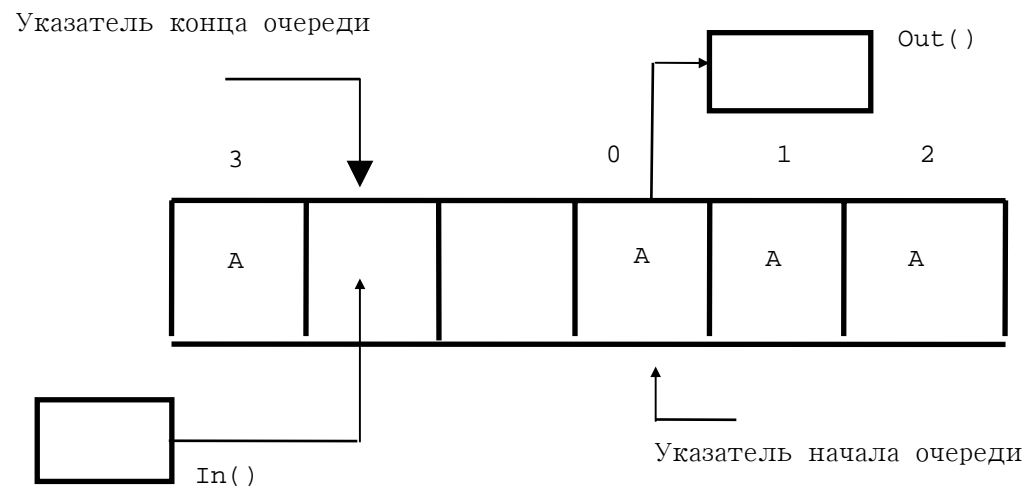 Указатель конца очереди
Out()
3 0 1 2
A A A A
In()
Указатель начала очереди